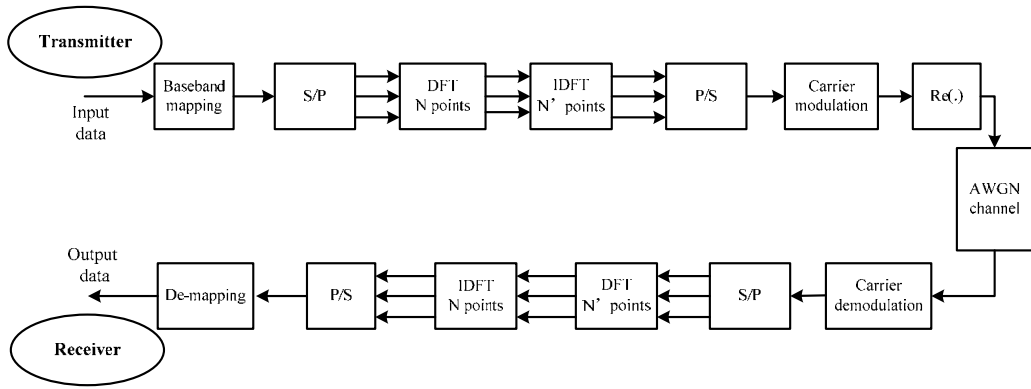 Transmitter
Input
data
Baseband
mapping
S/P
DFT
N points
IDFT
N’ points
P/S
Carrier
modulation
Re(.)
AWGN
channel
Output
data
De-mapping
P/S
IDFT
N points
DFT
N’ points
S/P
Carrier
demodulation
Receiver